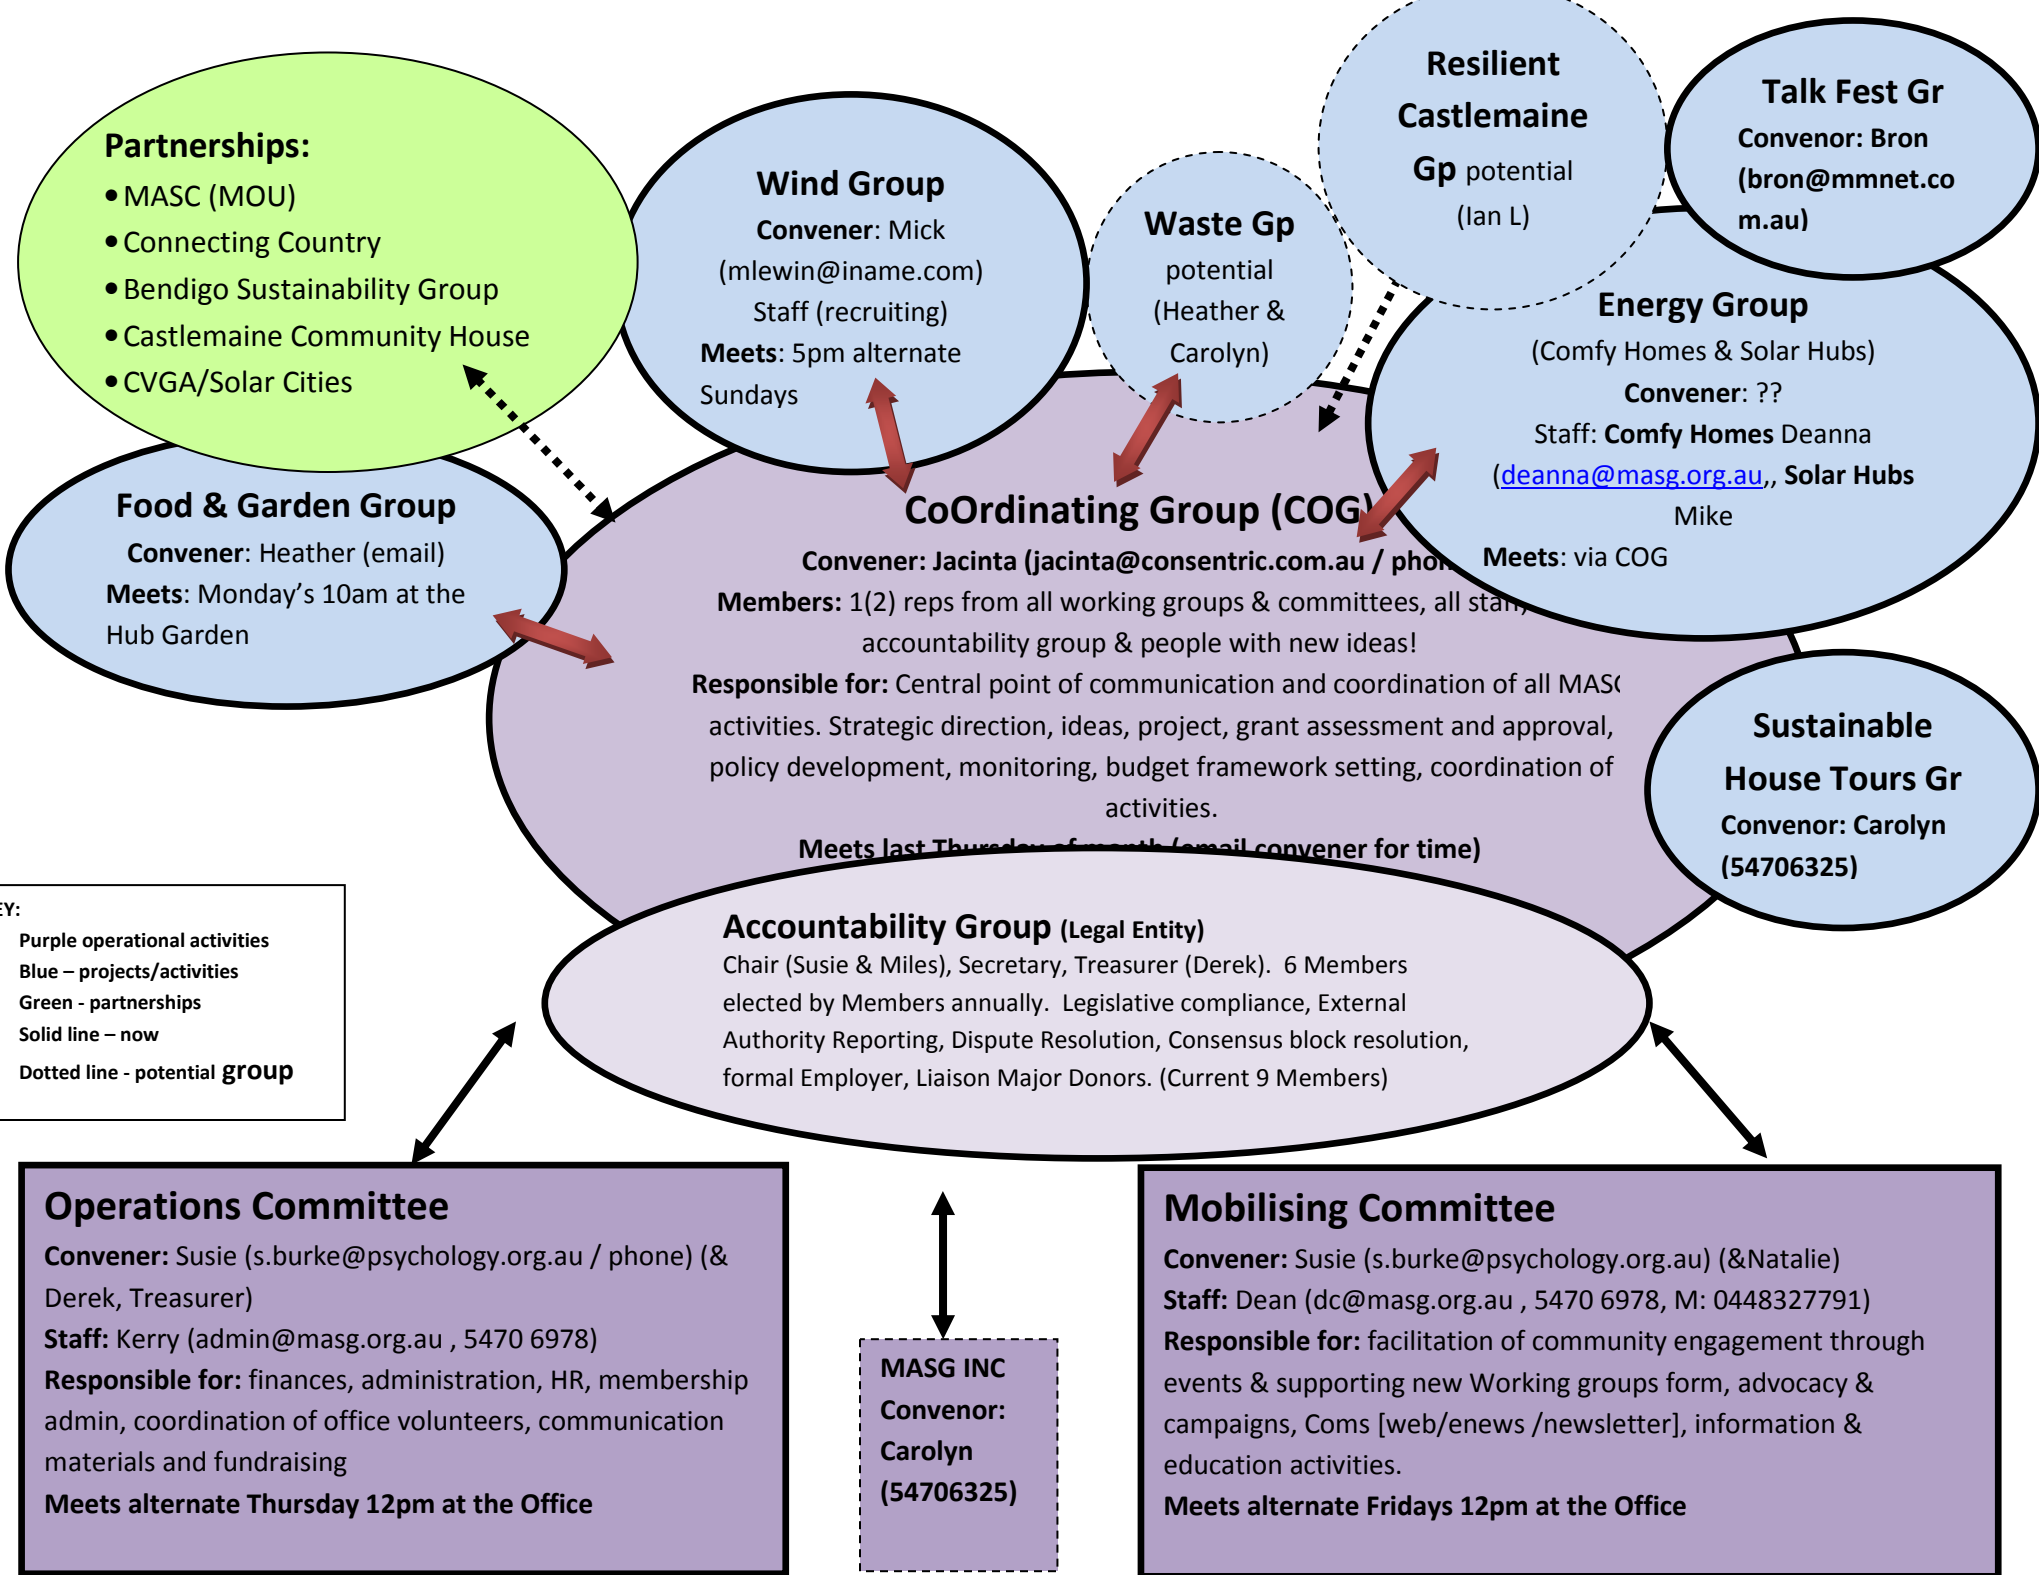 Partnerships:
•MASC (MOU)
•Connecting Country
•Bendigo Sustainability Group
•Castlemaine Community House
•CVGA/Solar Cities
Wind Group
Convener: Mick
(mlewin@iname.com)
Staff (recruiting)
Meets: 5pm alternate
Sundays
Waste Gp
potential
(Heather &
Carolyn)
Resilient
Castlemaine
Gp potential
(Ian L)
Talk Fest Gr
Convenor: Bron
(bron@mmnet.co
m.au)
Energy Group
(Comfy Homes & Solar Hubs)
Convener: ??
Staff: Comfy Homes Deanna
(deanna@masg.org.au,, Solar Hubs
Mike
Meets: via COG
Food & Garden Group
Convener: Heather (email)
Meets: Monday’s 10am at the
Hub Garden
CoOrdinating Group (COG)
Convener: Jacinta (jacinta@consentric.com.au /
Members: 1(2) reps from all working groups & committees, all
accountability group & people with new ideas!
Responsible for: Central point of communication and coordination of all
activities. Strategic direction, ideas, project, grant assessment and approval,
policy development, monitoring, budget framework setting, coordination of
activities.
Meets last Thursday of month (email convener for time)
Sustainable
House Tours Gr
Convenor: Carolyn
(54706325)
Accountability Group (Legal Entity)
Chair (Susie & Miles), Secretary, Treasurer (Derek). 6 Members
elected by Members annually. Legislative compliance, External
Authority Reporting, Dispute Resolution, Consensus block resolution,
formal Employer, Liaison Major Donors. (Current 9 Members)
EY:
Purple operational activities
Blue – projects/activities
Green - partnerships
Solid line – now
Dotted line - potential group
Operations Committee
Convener: Susie (s.burke@psychology.org.au / phone) (&
Derek, Treasurer)
Staff: Kerry (admin@masg.org.au , 5470 6978)
Responsible for: finances, administration, HR, membership
admin, coordination of office volunteers, communication
materials and fundraising
Meets alternate Thursday 12pm at the Office
MASG INC
Convenor:
Carolyn
(54706325)
Mobilising Committee
Convener: Susie (s.burke@psychology.org.au) (&Natalie)
Staff: Dean (dc@masg.org.au , 5470 6978, M: 0448327791)
Responsible for: facilitation of community engagement through
events & supporting new Working groups form, advocacy &
campaigns, Coms [web/enews /newsletter], information &
education activities.
Meets alternate Fridays 12pm at the Office